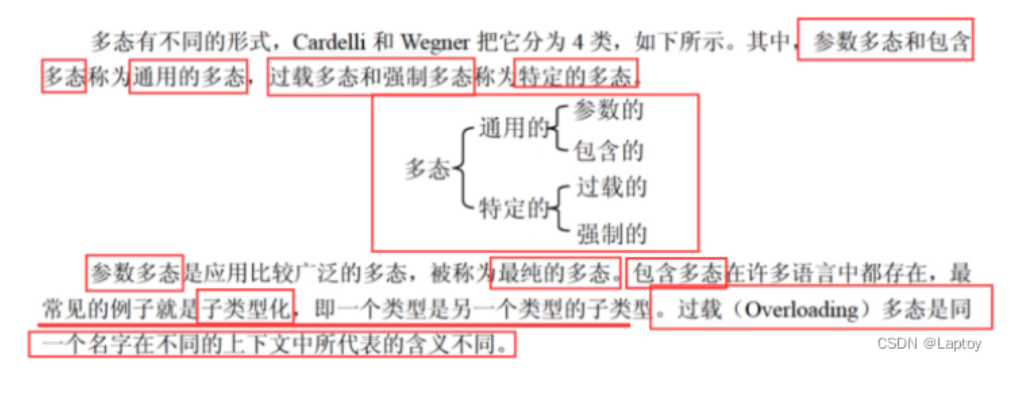 多态有不同的形式，Cardelli 和 Wegner 把它分为 4 类，如下所示。其中，参数多态和包含
多态称为通用的多态，过载多态和强制多态称为特定的多态。
参数的
通用的
包含的
多态
过载的
特定的
强制的
参数多态是应用比较广泛的多态，被称为最纯的多态。包含多态在许多语言中都存在，最
常见的例子就是子类型化，即一个类型是另一个类型的子类型。过载（Overloading）多态是同
一个名字在不同的上下文中所代表的含义不同。
CSDN @Laptoy